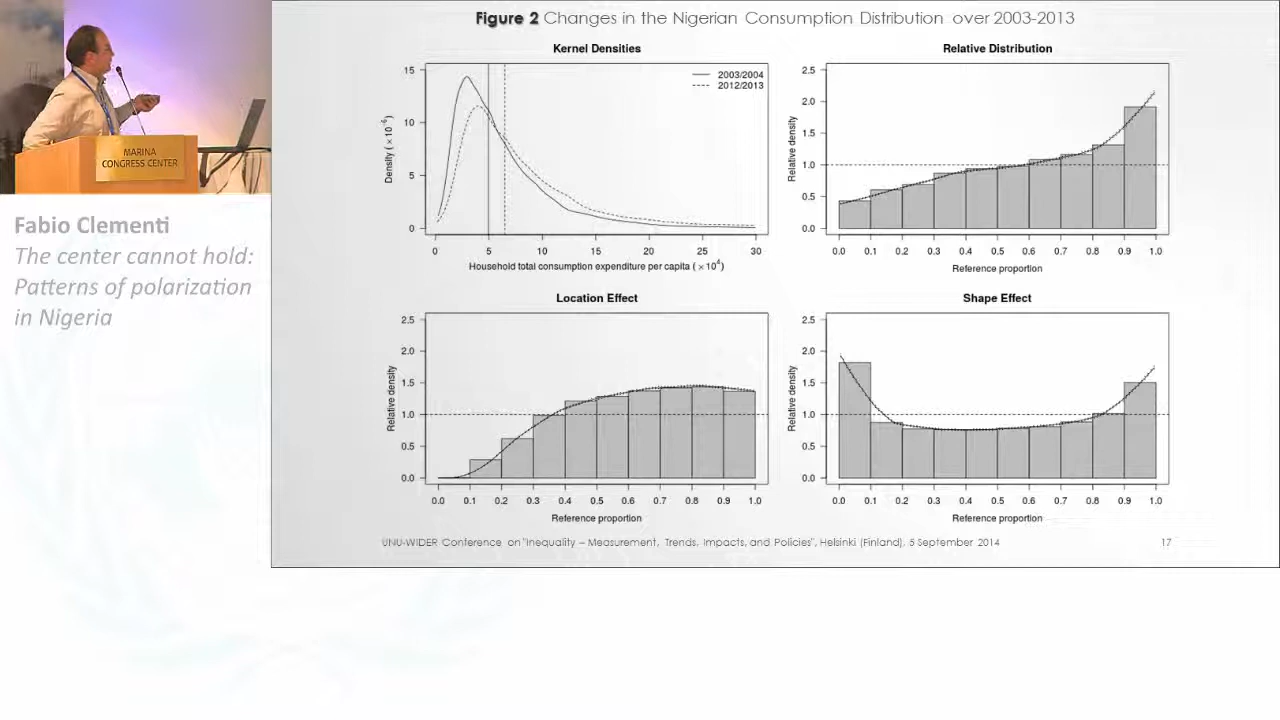 Figure 2 Changes in the Nigerian Consumption Distribution over 2003-2013
MARINA
CONGRESS CENTER
Fabio Clementi
The center cannot hold:
Patterns of polarization
in Nigeria
Kernel Densities
2003/2004
2012/2013
15
10
5
0
Density (×10⁻⁶)
0 5 10 15 20 25 30
Household total consumption expenditure per capita (×10⁴)
Relative Distribution
2.5
2.0
1.5
1.0
0.5
0.0
Relative density
0.0 0.1 0.2 0.3 0.4 0.5 0.6 0.7 0.8 0.9 1.0
Reference proportion
Location Effect
2.5
2.0
1.5
1.0
0.5
0.0
Relative density
0.0 0.1 0.2 0.3 0.4 0.5 0.6 0.7 0.8 0.9 1.0
Reference proportion
Shape Effect
2.5
2.0
1.5
1.0
0.5
0.0
Relative density
0.0 0.1 0.2 0.3 0.4 0.5 0.6 0.7 0.8 0.9 1.0
Reference proportion
UNU-WIDER Conference on "Inequality – Measurement, Trends, Impacts, and Policies", Helsinki (Finland), 5 September 2014
17